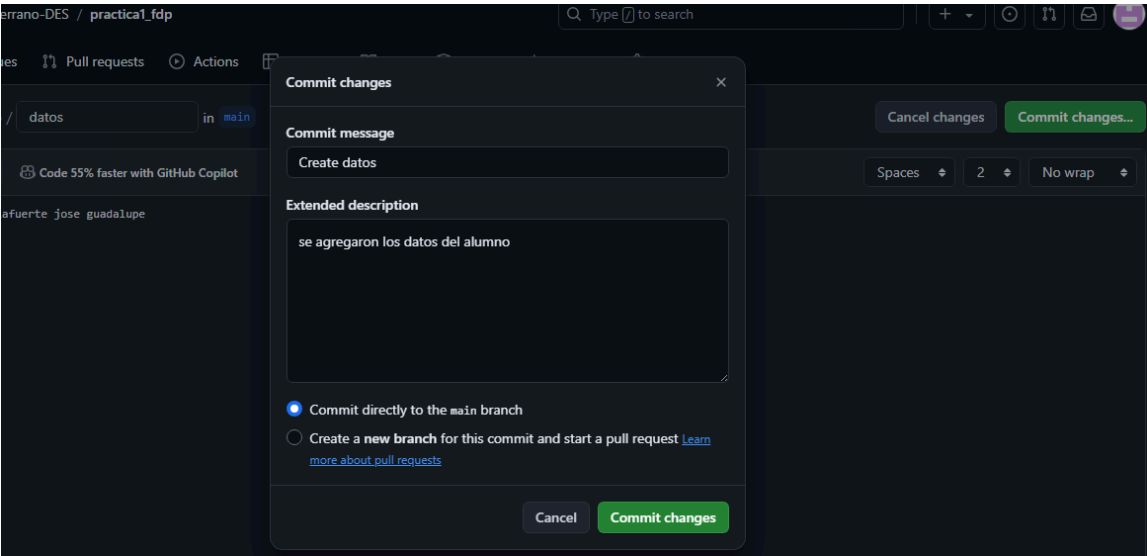 errano-DES / practica1_fdp
Type / to search
ues Pull requests Actions
Commit changes
/ datos in main
Cancel changes Commit changes...
Commit message
Create datos
Code 55% faster with GitHub Copilot
Spaces 2 No wrap
Extended description
afuerte jose guadalupe
se agregaron los datos del alumno
Commit directly to the main branch
Create a new branch for this commit and start a pull request Learn
more about pull requests
Cancel Commit changes